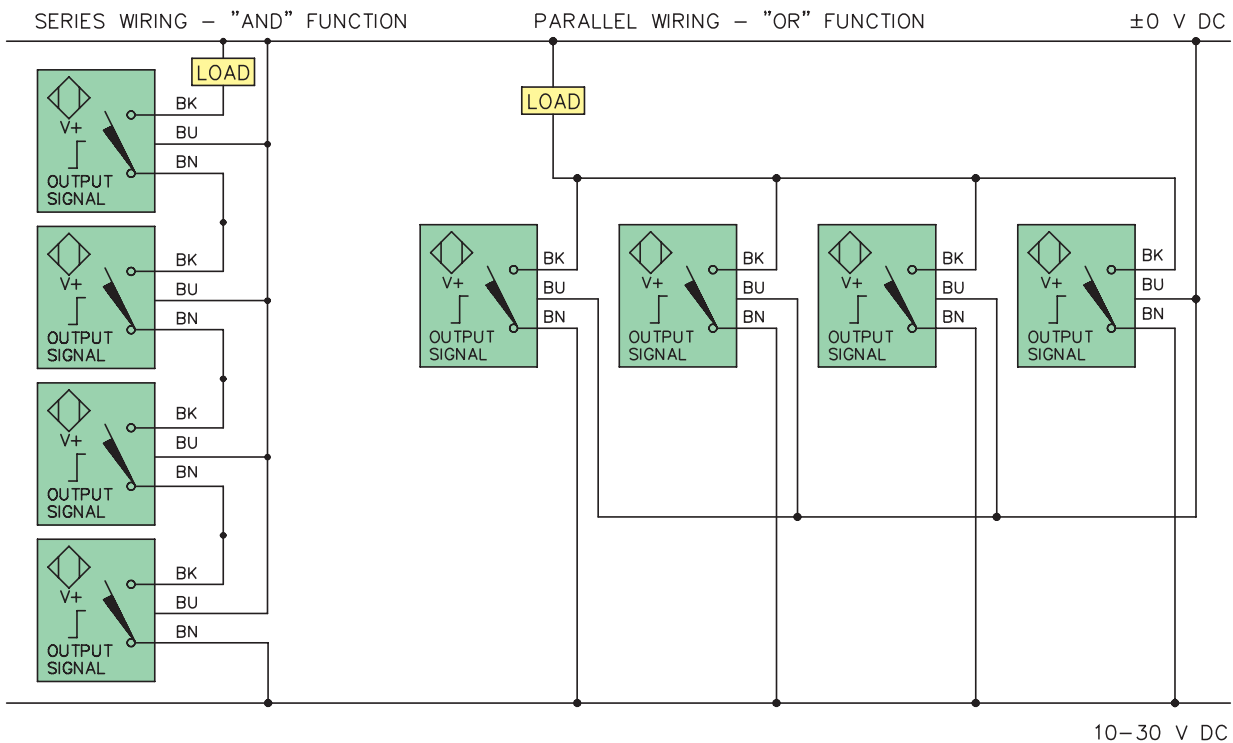 SERIES WIRING – "AND" FUNCTION
PARALLEL WIRING – "OR" FUNCTION
±0 V DC
LOAD
BK
BU
BN
V+
OUTPUT
SIGNAL
BK
BU
BN
V+
OUTPUT
SIGNAL
BK
BU
BN
V+
OUTPUT
SIGNAL
BK
BU
BN
V+
OUTPUT
SIGNAL
LOAD
BK
BU
BN
V+
OUTPUT
SIGNAL
BK
BU
BN
V+
OUTPUT
SIGNAL
BK
BU
BN
V+
OUTPUT
SIGNAL
BK
BU
BN
V+
OUTPUT
SIGNAL
10–30 V DC